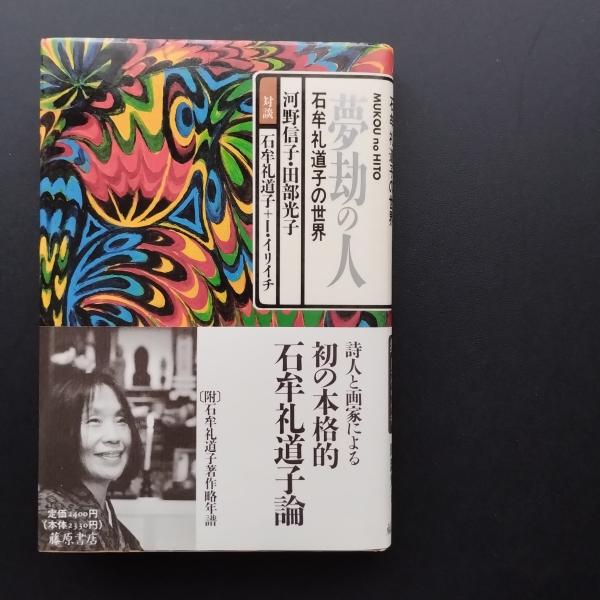 夢劫の人
MUKOU no HITO
石牟礼道子の世界
河野信子・田部光子
対談
石牟礼道子+I・イリイチ
詩人と画家による
初の本格的
石牟礼道子論
〔附〕石牟礼道子著作略年譜
定価2400円
(本体2330円)
藤原書店